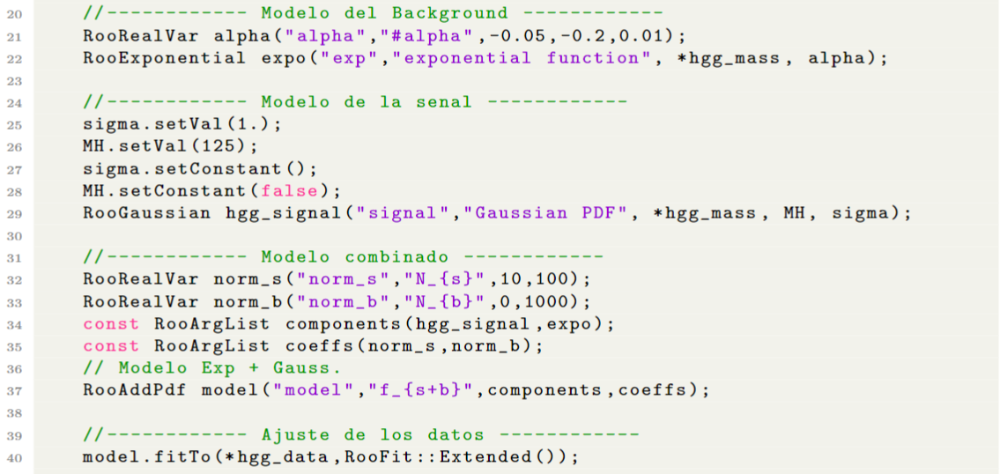 20 //------------ Modelo del Background ------------
21 RooRealVar alpha("alpha","#alpha",-0.05,-0.2,0.01);
22 RooExponential expo("exp","exponential function", *hgg_mass, alpha);
23
24 //------------ Modelo de la senal ------------
25 sigma.setVal(1.);
26 MH.setVal(125);
27 sigma.setConstant();
28 MH.setConstant(false);
29 RooGaussian hgg_signal("signal","Gaussian PDF", *hgg_mass, MH, sigma);
30
31 //------------ Modelo combinado ------------
32 RooRealVar norm_s("norm_s","N_{s}",10,100);
33 RooRealVar norm_b("norm_b","N_{b}",0,1000);
34 const RooArgList components(hgg_signal,expo);
35 const RooArgList coeffs(norm_s,norm_b);
36 // Modelo Exp + Gauss.
37 RooAddPdf model("model","f_{s+b}",components,coeffs);
38
39 //------------ Ajuste de los datos ------------
40 model.fitTo(*hgg_data,RooFit::Extended());